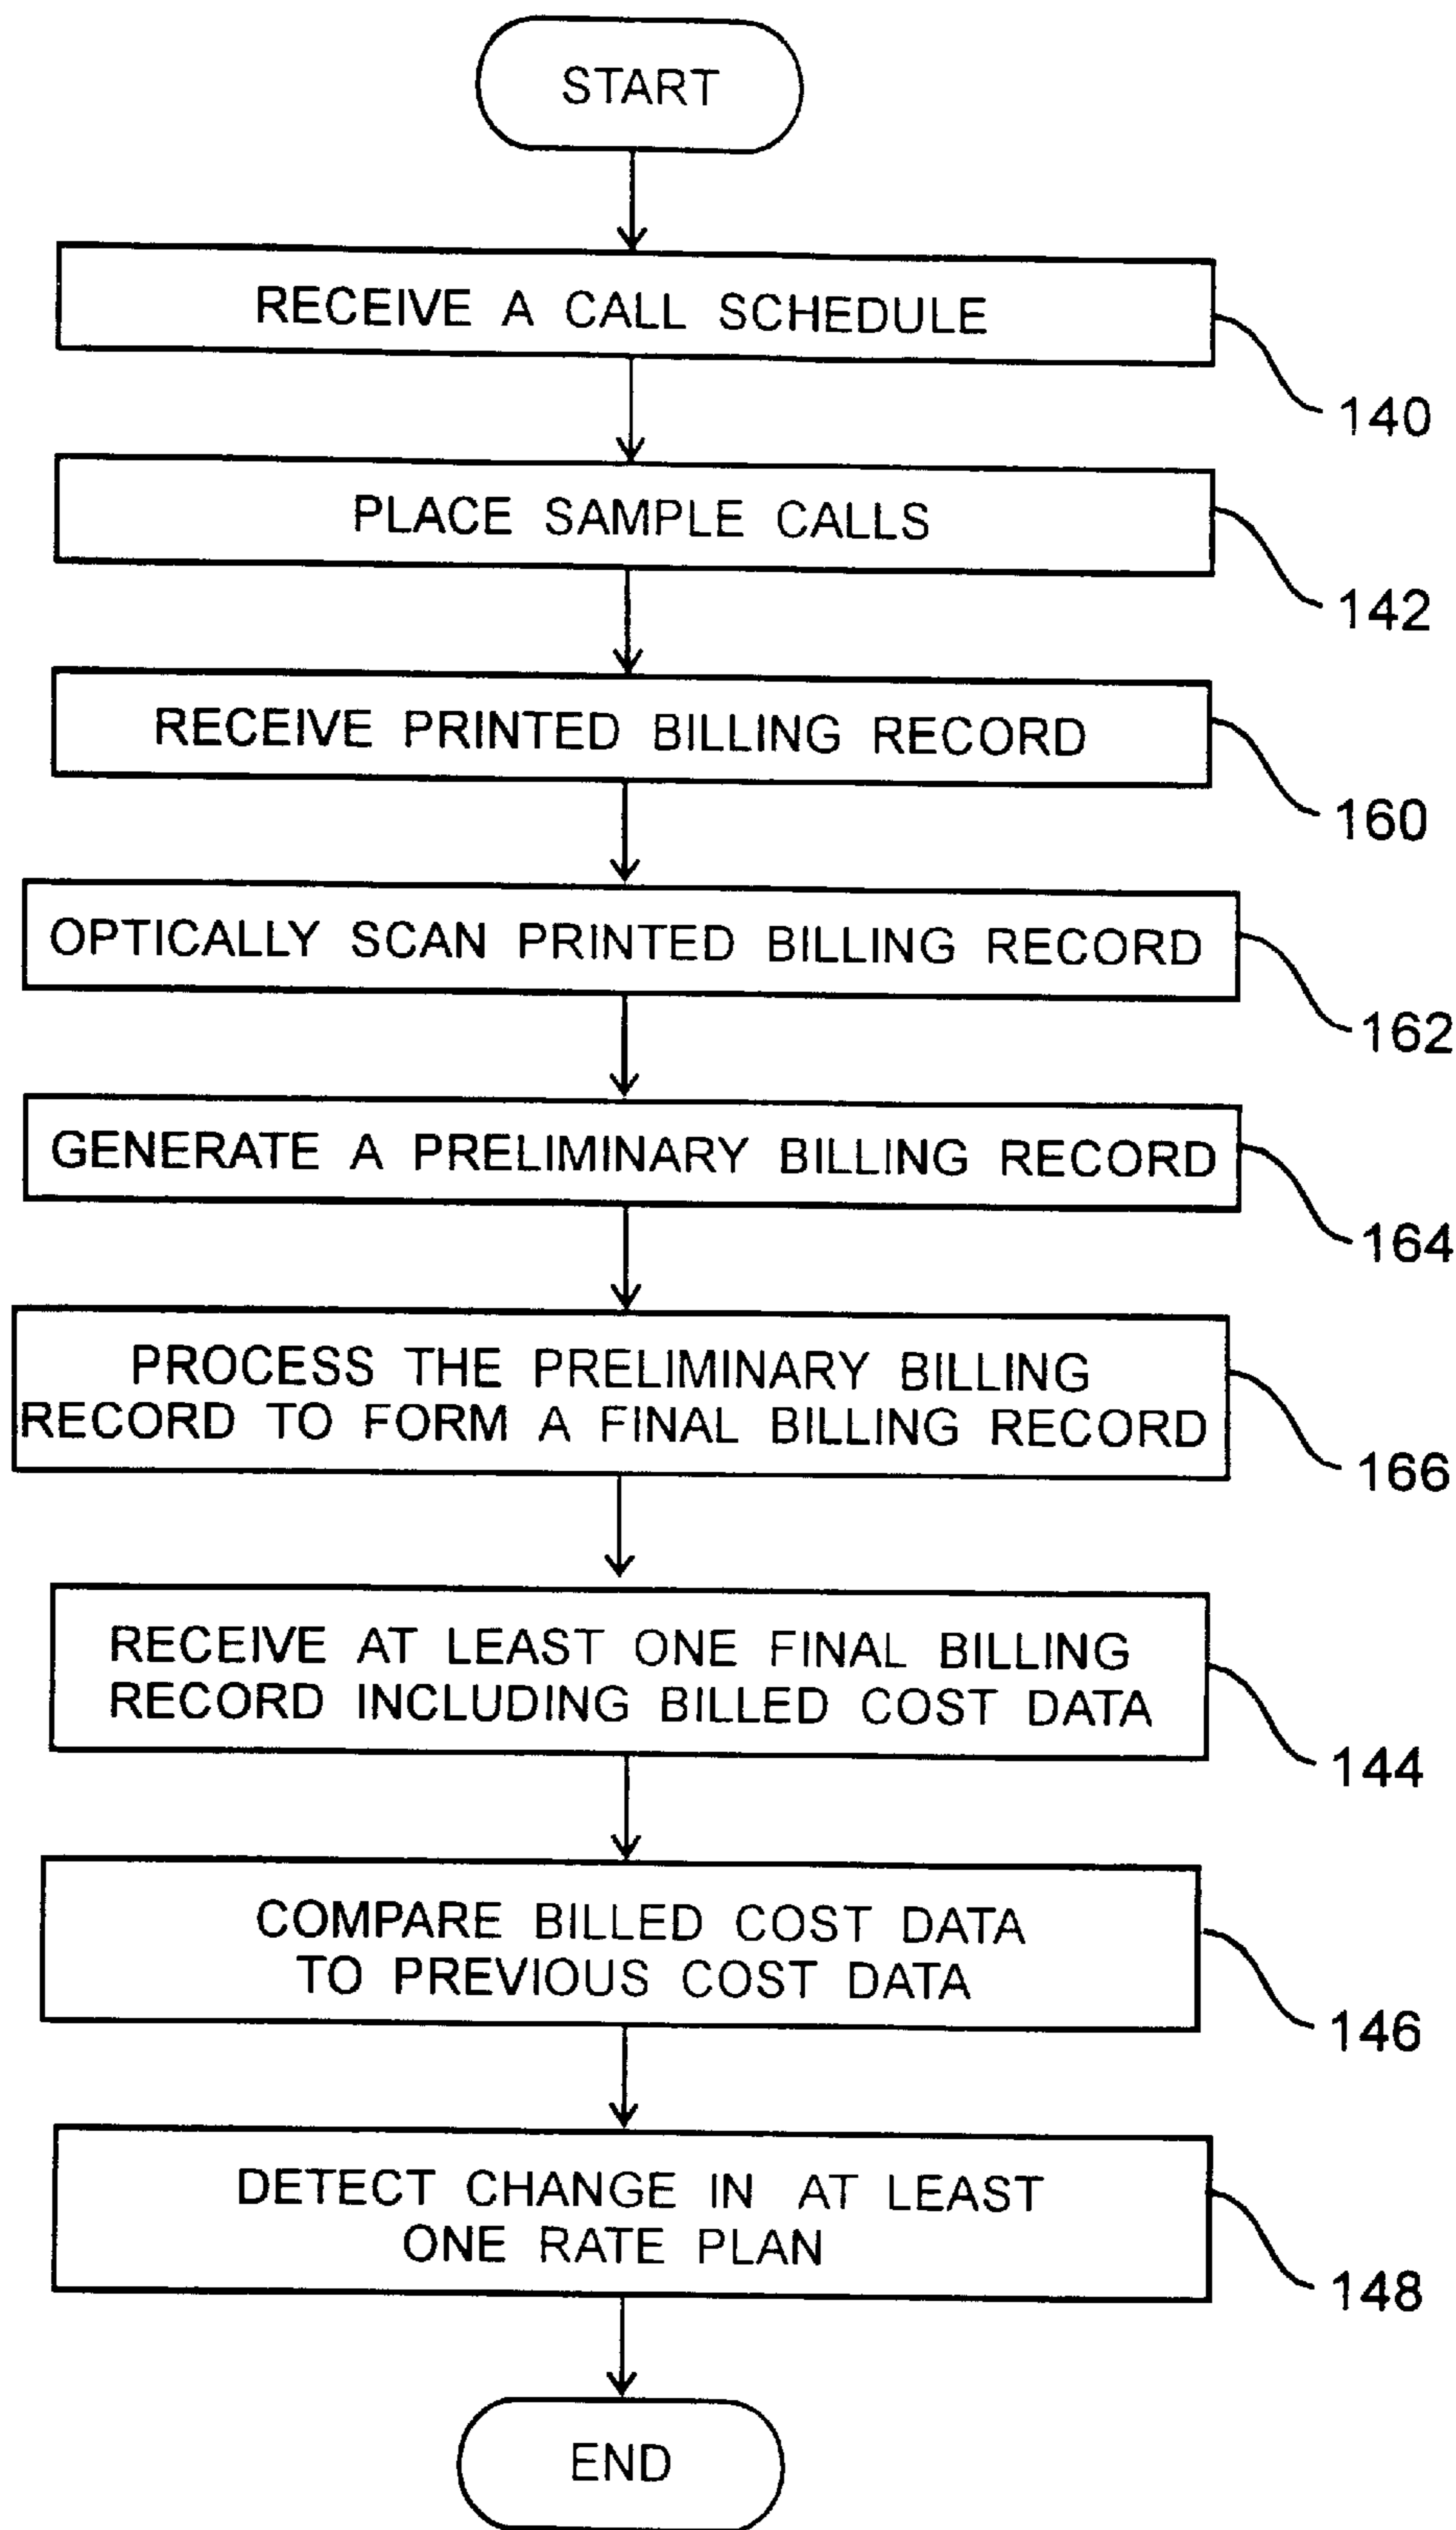 START
RECEIVE A CALL SCHEDULE
140
PLACE SAMPLE CALLS
142
RECEIVE PRINTED BILLING RECORD
160
OPTICALLY SCAN PRINTED BILLING RECORD
162
GENERATE A PRELIMINARY BILLING RECORD
164
PROCESS THE PRELIMINARY BILLING
RECORD TO FORM A FINAL BILLING RECORD
166
RECEIVE AT LEAST ONE FINAL BILLING
RECORD INCLUDING BILLED COST DATA
144
COMPARE BILLED COST DATA
TO PREVIOUS COST DATA
146
DETECT CHANGE IN AT LEAST
ONE RATE PLAN
148
END